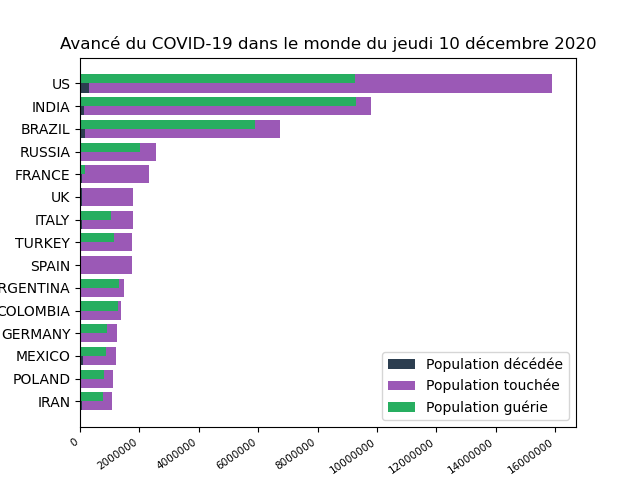 Avancé du COVID-19 dans le monde du jeudi 10 décembre 2020
US
INDIA
BRAZIL
RUSSIA
FRANCE
UK
ITALY
TURKEY
SPAIN
RGENTINA
COLOMBIA
GERMANY
MEXICO
POLAND
IRAN
Population décédée
Population touchée
Population guérie
0 2000000 4000000 6000000 8000000 10000000 12000000 14000000 16000000